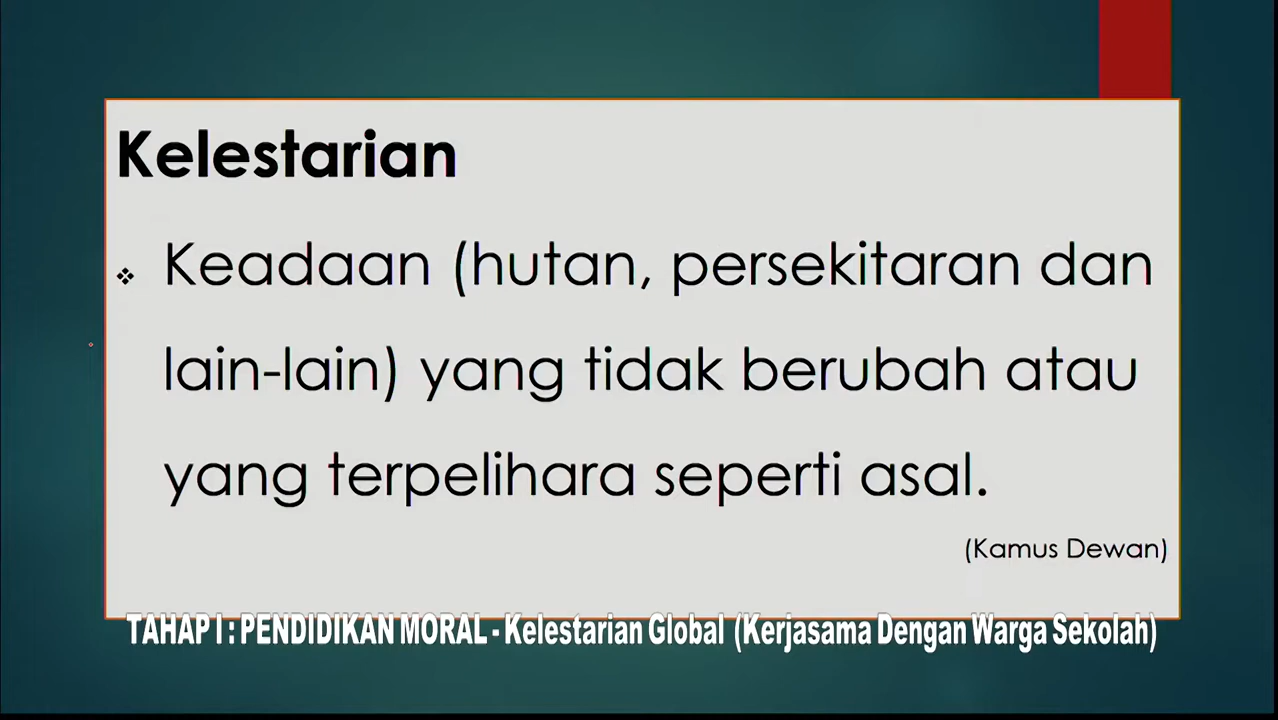 Kelestarian
❖ Keadaan (hutan, persekitaran dan
lain-lain) yang tidak berubah atau
yang terpelihara seperti asal.
(Kamus Dewan)
TAHAP I : PENDIDIKAN MORAL - Kelestarian Global (Kerjasama Dengan Warga Sekolah)